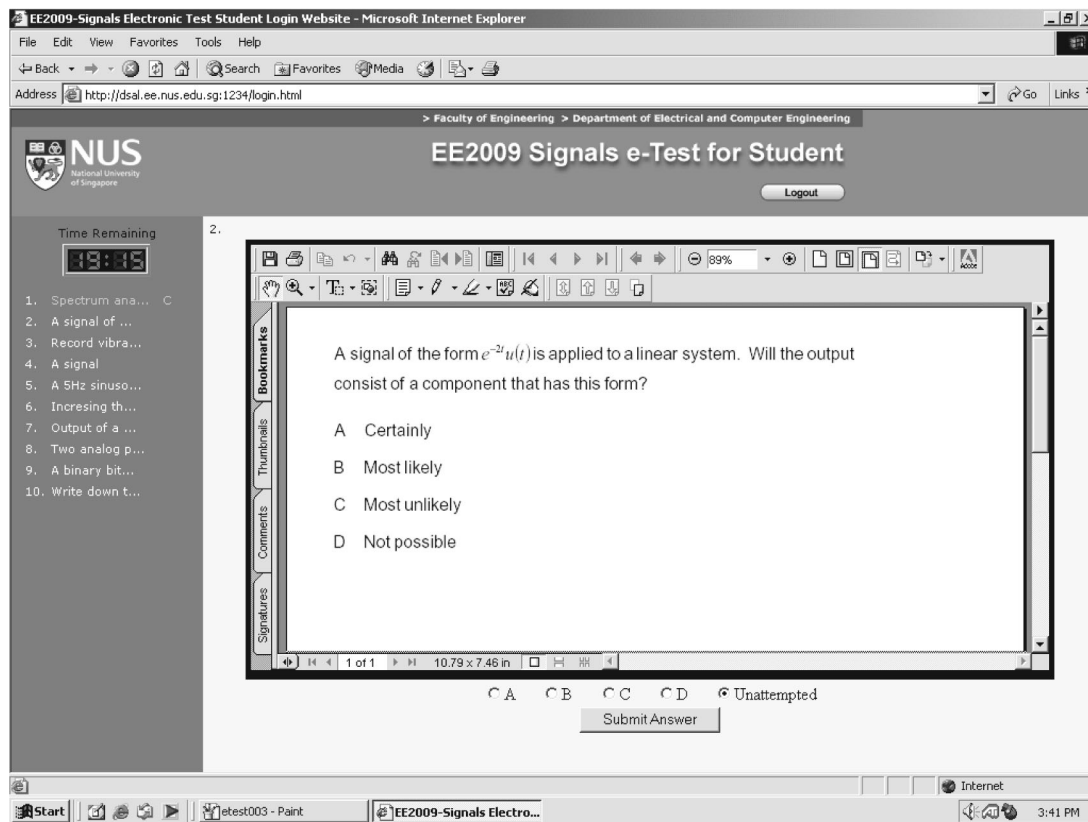 EE2009-Signals Electronic Test Student Login Website - Microsoft Internet Explorer
File Edit View Favorites Tools Help
Back Search Favorites Media
Address http://dsal.ee.nus.edu.sg:1234/login.html Go Links
> Faculty of Engineering > Department of Electrical and Computer Engineering
NUS
National University
of Singapore
EE2009 Signals e-Test for Student
Logout
Time Remaining
19:15
1. Spectrum ana... C
2. A signal of ...
3. Record vibra...
4. A signal
5. A 5Hz sinuso...
6. Incresing th...
7. Output of a ...
8. Two analog p...
9. A binary bit...
10. Write down t...
2.
89%
Adobe
Bookmarks
Thumbnails
Comments
Signatures
A signal of the form e⁻²ᵗu(t) is applied to a linear system. Will the output
consist of a component that has this form?
A Certainly
B Most likely
C Most unlikely
D Not possible
1 of 1 10.79 x 7.46 in
A B C D Unattempted
Submit Answer
Internet
Start etest003 - Paint EE2009-Signals Electro... 3:41 PM